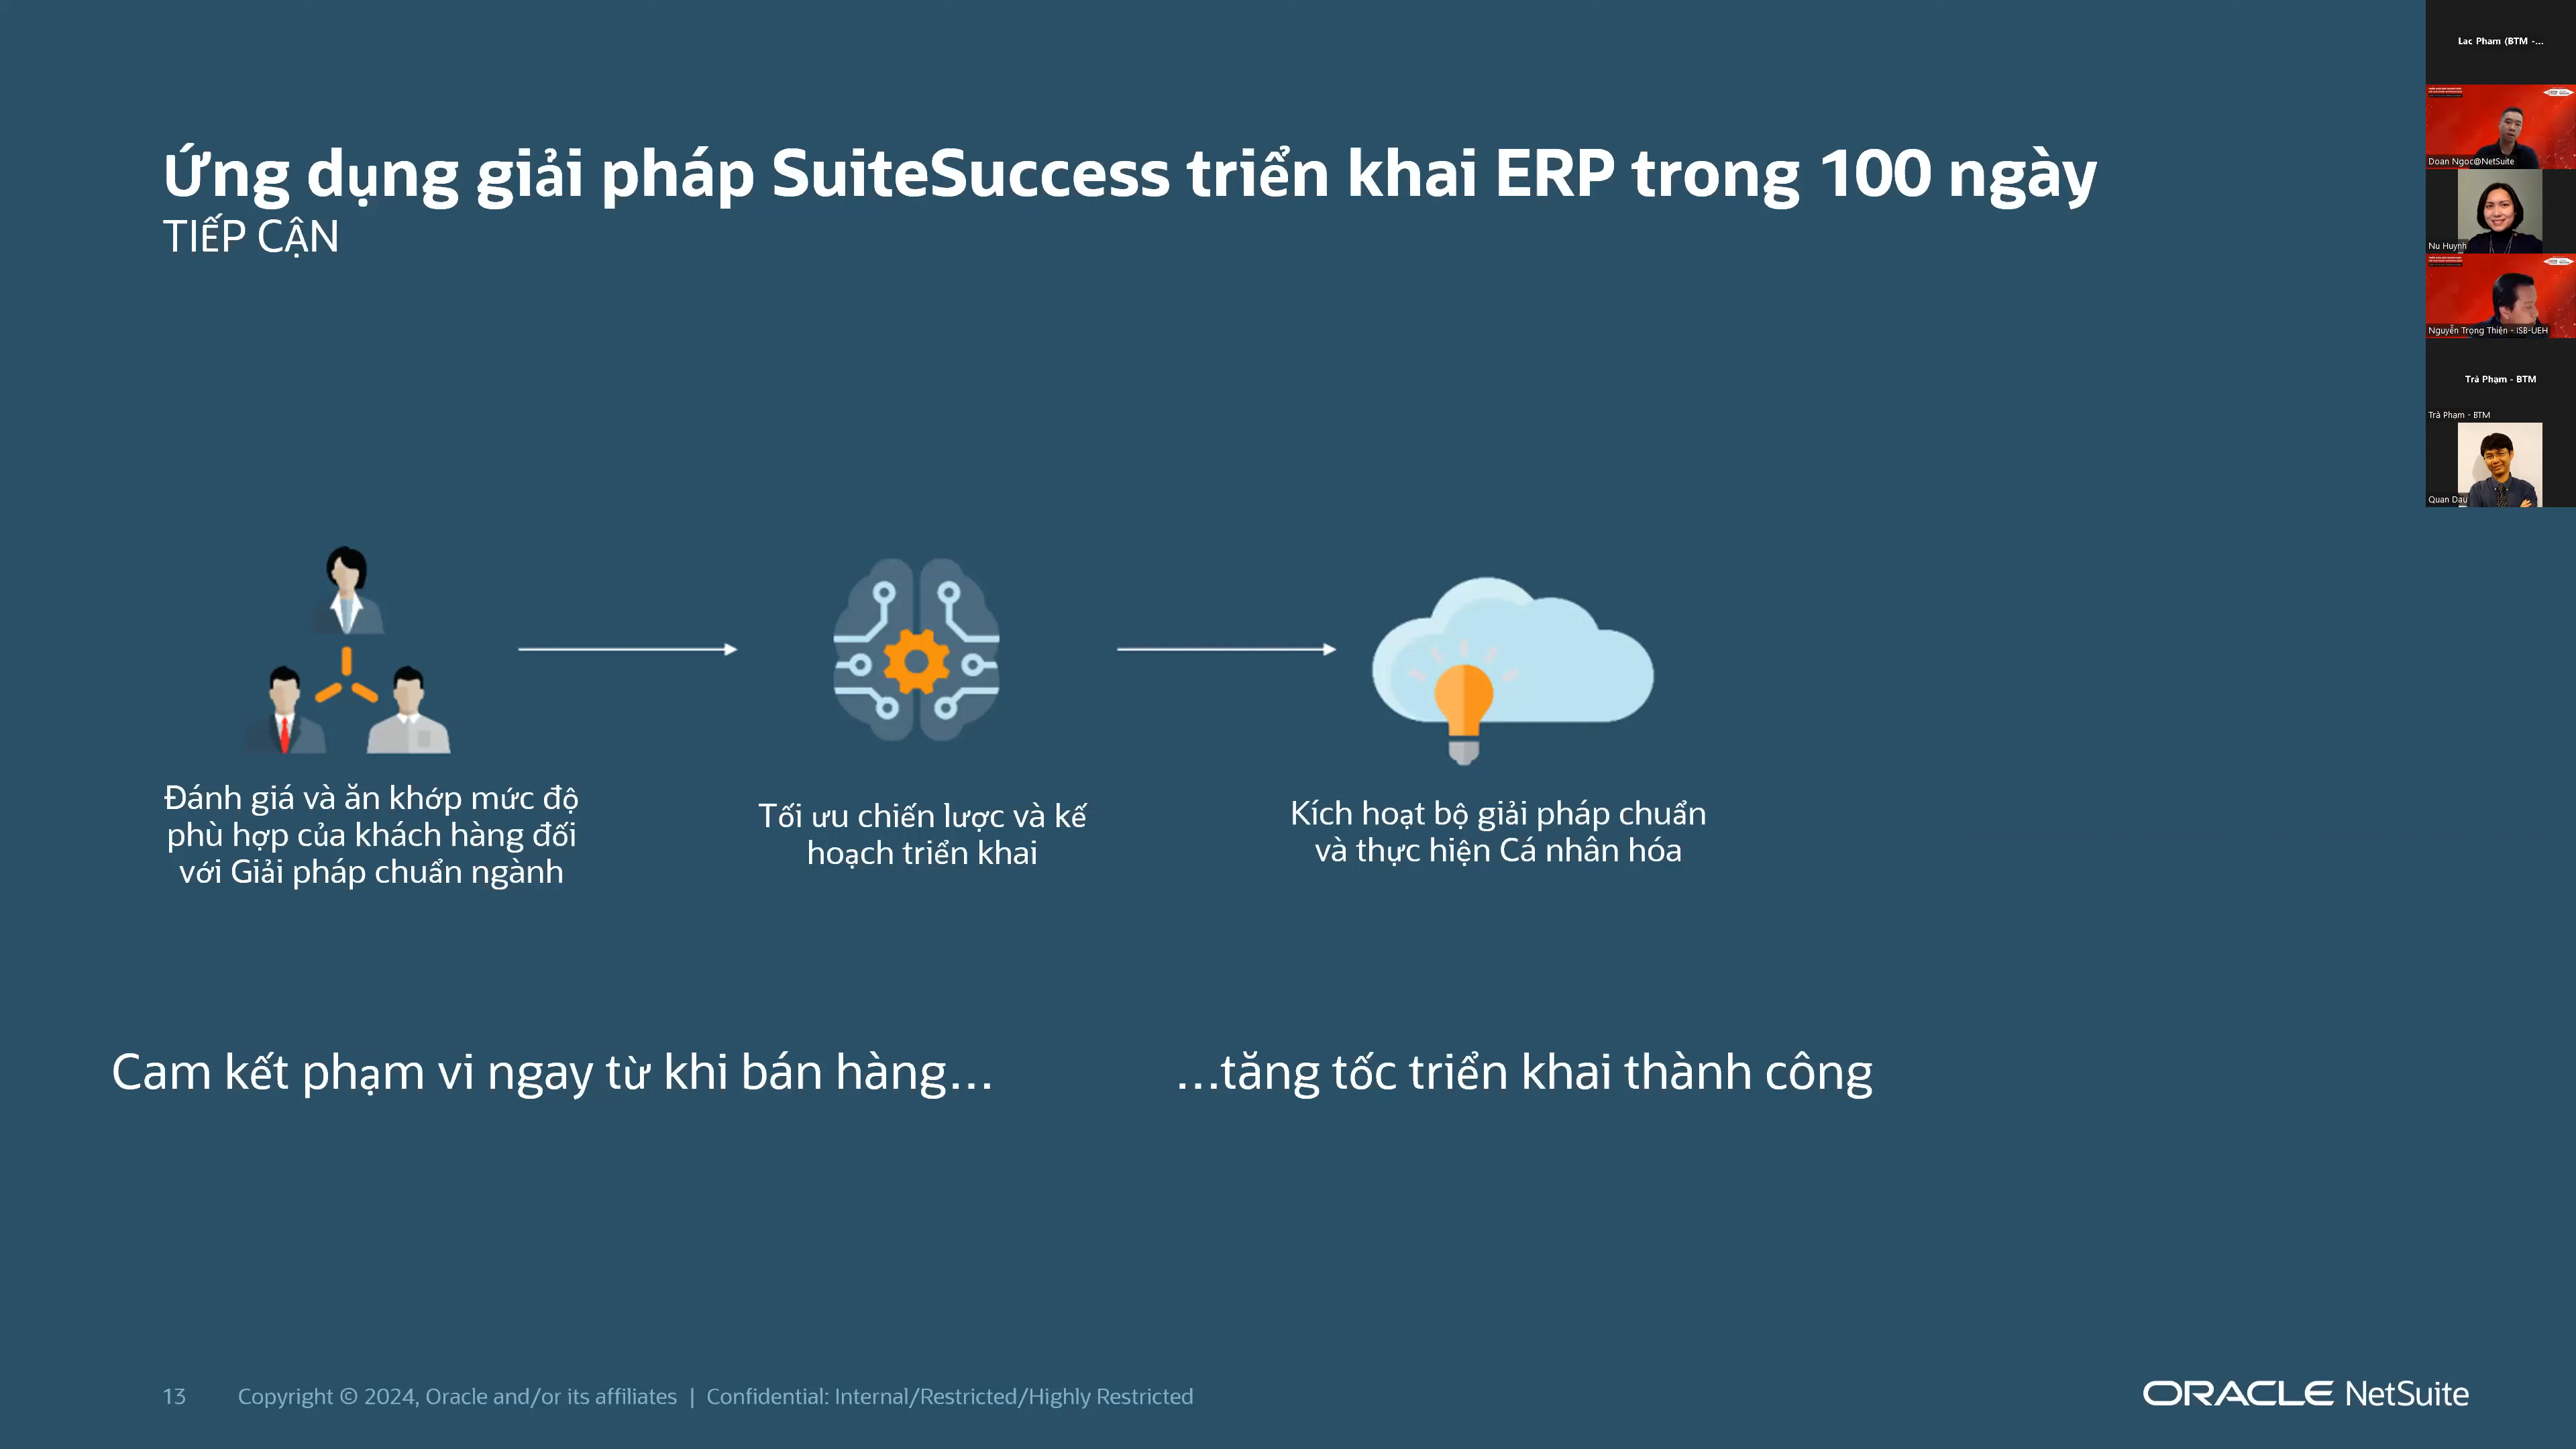 Ứng dụng giải pháp SuiteSuccess triển khai ERP trong 100 ngày
TIẾP CẬN
Đánh giá và ăn khớp mức độ
phù hợp của khách hàng đối
với Giải pháp chuẩn ngành
Tối ưu chiến lược và kế
hoạch triển khai
Kích hoạt bộ giải pháp chuẩn
và thực hiện Cá nhân hóa
Cam kết phạm vi ngay từ khi bán hàng...
...tăng tốc triển khai thành công
13
Copyright © 2024, Oracle and/or its affiliates | Confidential: Internal/Restricted/Highly Restricted
ORACLE NetSuite
Lac Pham (BTM -...
Doan Ngoc@NetSuite
Nu Huynh
Nguyễn Trọng Thiện - ISB-UEH
Trà Phạm - BTM
Trà Phạm - BTM
Quan Dau